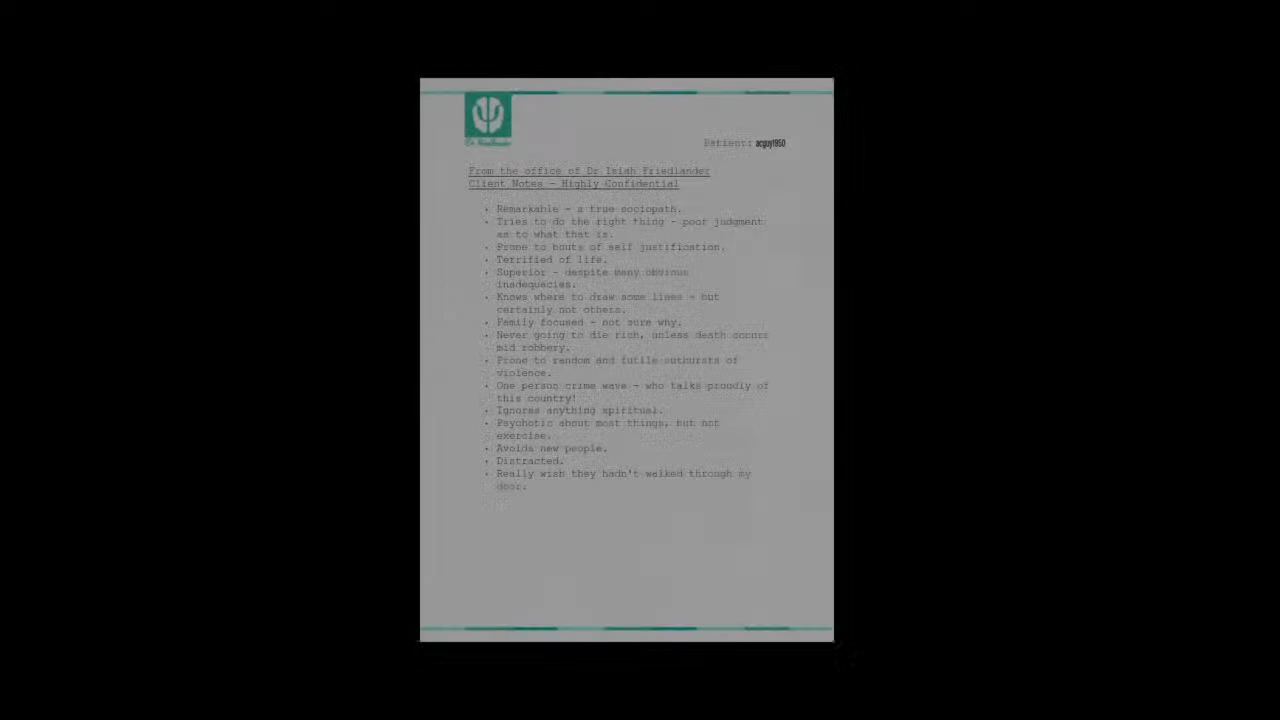 Dr Friedlander
Patient: acguy1950
From the office of Dr Isiah Friedlander
Client Notes - Highly Confidential
• Remarkable - a true sociopath.
• Tries to do the right thing - poor judgment
as to what that is.
• Prone to bouts of self justification.
• Terrified of life.
• Superior - despite many obvious
inadequacies.
• Knows where to draw some lines - but
certainly not others.
• Family focused - not sure why.
• Never going to die rich, unless death occurs
mid robbery.
• Prone to random and futile outbursts of
violence.
• One person crime wave - who talks proudly of
this country!
• Ignores anything spiritual.
• Psychotic about most things, but not
exercise.
• Avoids new people.
• Distracted.
• Really wish they hadn't walked through my
door.